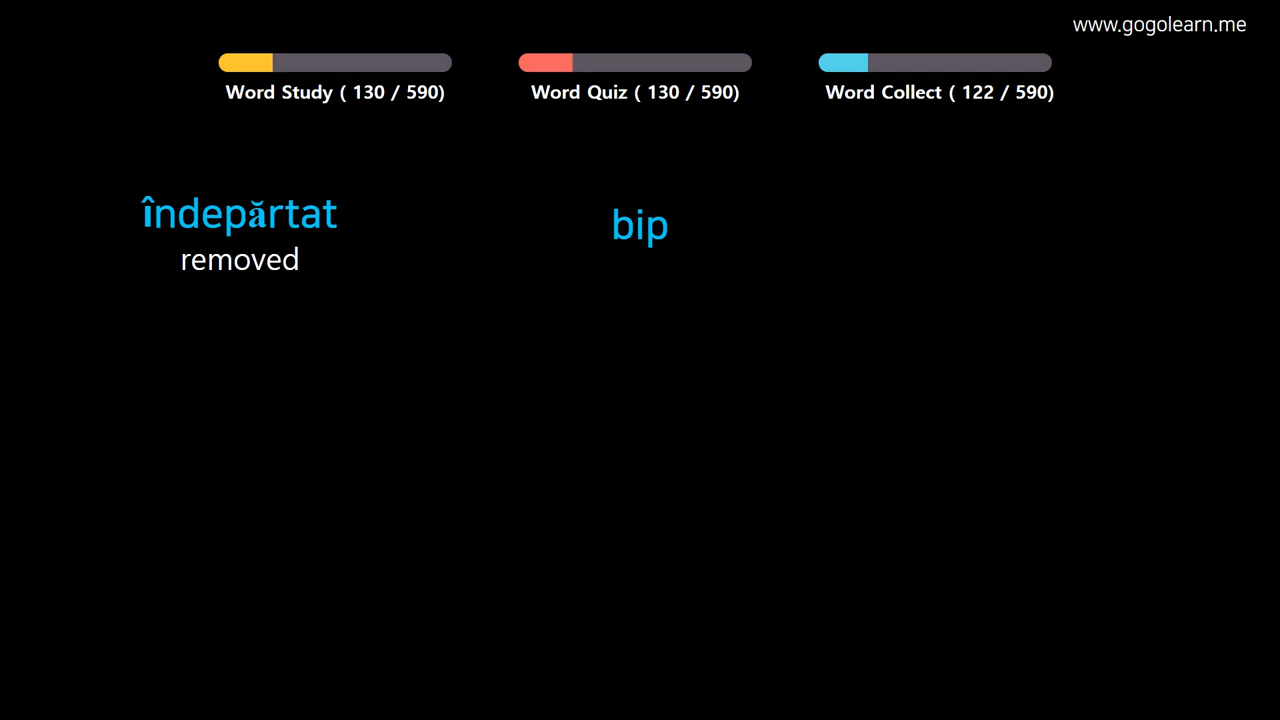 www.gogolearn.me
Word Study ( 130 / 590)
Word Quiz ( 130 / 590)
Word Collect ( 122 / 590)
îndepărtat
removed
bip